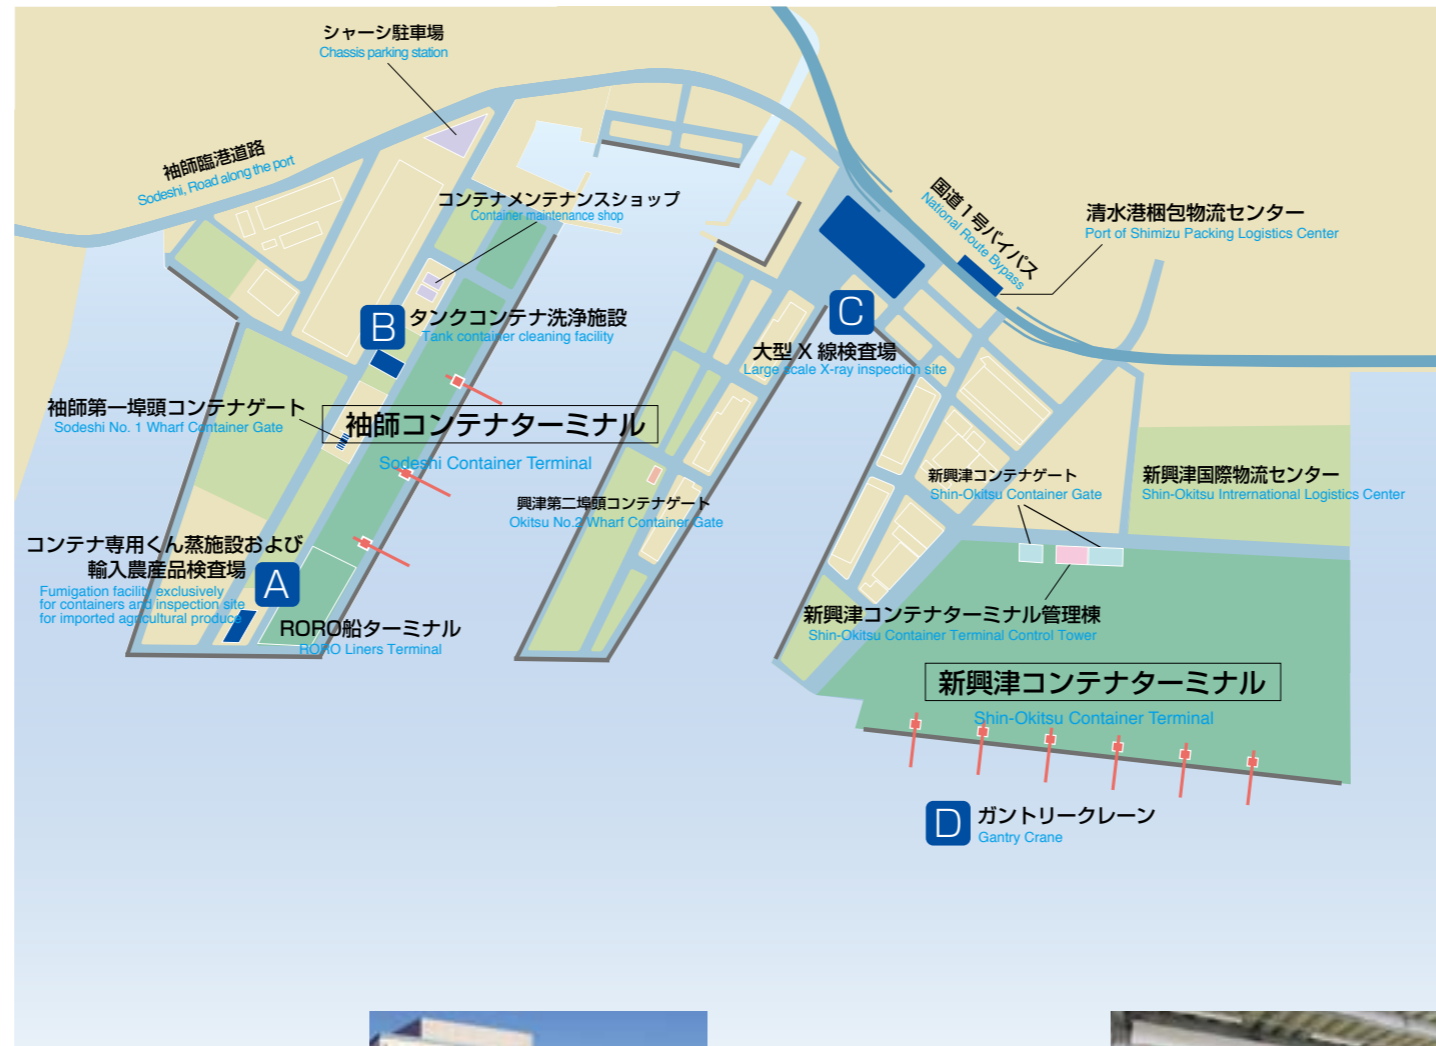 シャーシ駐車場
Chassis parking station
袖師臨港道路
Sodeshi, Road along the port
コンテナメンテナンスショップ
Container maintenance shop
国道1号バイパス
National Route Bypass
清水港梱包物流センター
Port of Shimizu Packing Logistics Center
B
タンクコンテナ洗浄施設
Tank container cleaning facility
C
大型X線検査場
Large scale X-ray inspection site
袖師第一埠頭コンテナゲート
Sodeshi No. 1 Wharf Container Gate
袖師コンテナターミナル
Sodeshi Container Terminal
興津第二埠頭コンテナゲート
Okitsu No.2 Wharf Container Gate
新興津コンテナゲート
Shin-Okitsu Container Gate
新興津国際物流センター
Shin-Okitsu Intrernational Logistics Center
コンテナ専用くん蒸施設および
輸入農産品検査場
Fumigation facility exclusively
for containers and inspection site
for imported agricultural produce
A
RORO船ターミナル
RORO Liners Terminal
新興津コンテナターミナル管理棟
Shin-Okitsu Container Terminal Control Tower
新興津コンテナターミナル
Shin-Okitsu Container Terminal
D
ガントリークレーン
Gantry Crane